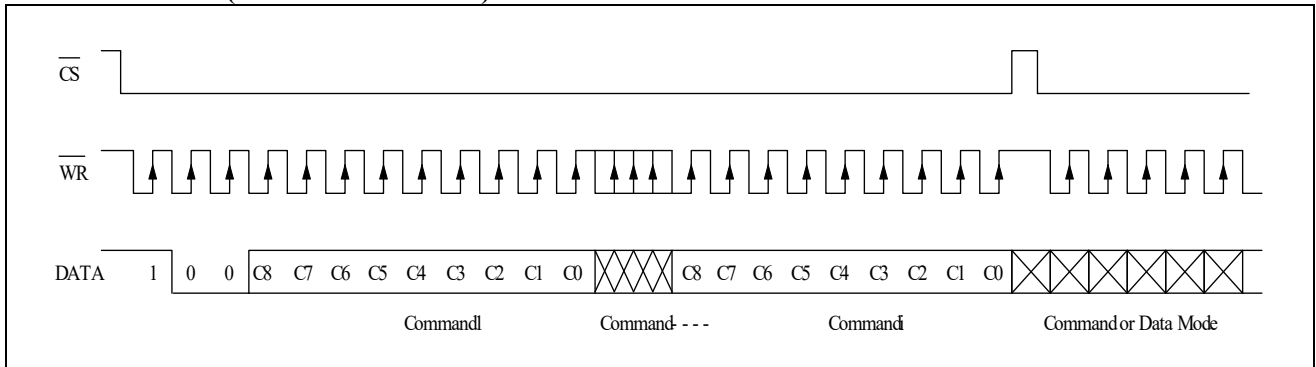 CS
WR
DATA 1 0 0 C8 C7 C6 C5 C4 C3 C2 C1 C0 C8 C7 C6 C5 C4 C3 C2 C1 C0
Command1 Command - - - - Commandi Command or Data Mode